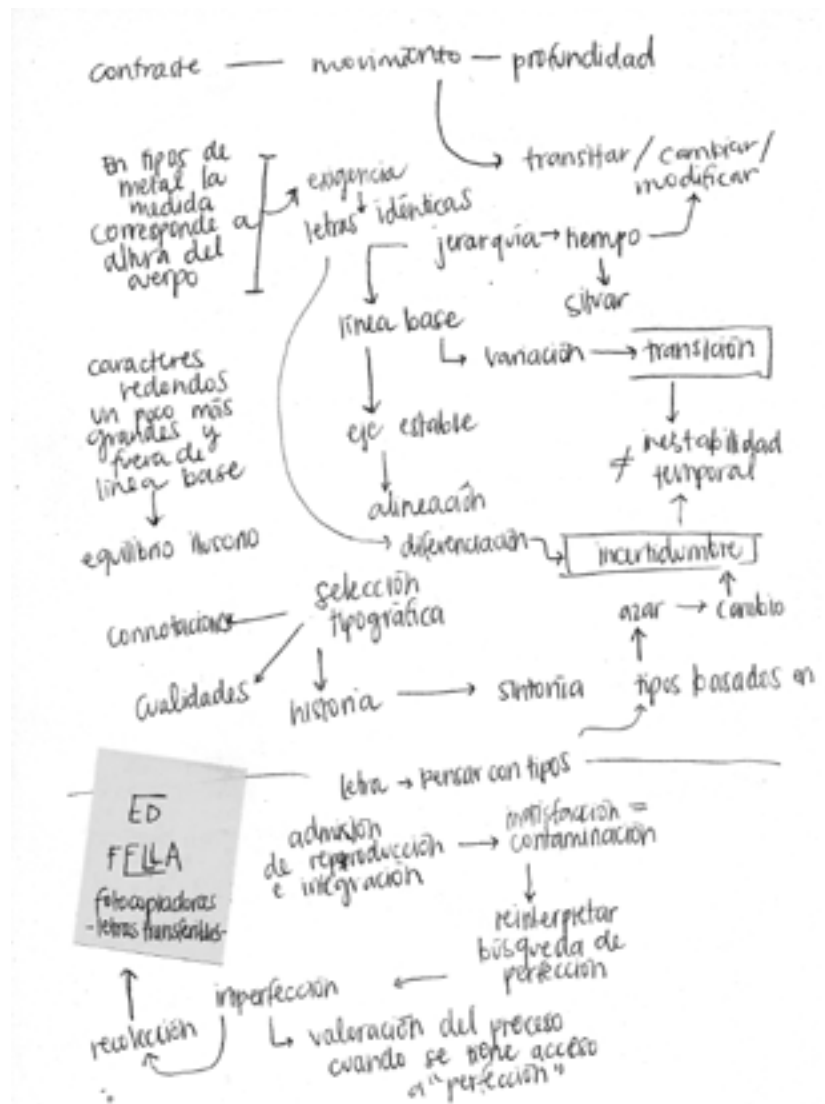 contraste — movimiento — profundidad
transitar / cambiar /
modificar
En tipos de
metal la
medida
corresponde a
altura del
cuerpo
exigencia
letras idénticas
jerarquía → tiempo
situar
línea base
variación → transición
caracteres
redondos
un poco más
grandes y
fuera de
línea base
eje estable
≠ inestabilidad
temporal
alineación
equilibrio ilusorio
diferenciación
incertidumbre
selección
tipográfica
azar → cambio
connotaciones
cualidades
historia → sintonía
tipos basados en
letra → pensar con tipos
ED
FELLA
fotocopiadoras
-letras transferibles-
admisión
de reproducción
e integración
insatisfacción =
contaminación
reinterpretar
búsqueda de
perfección
imperfección
recolección
valoración del proceso
cuando se tiene acceso
a "perfección"